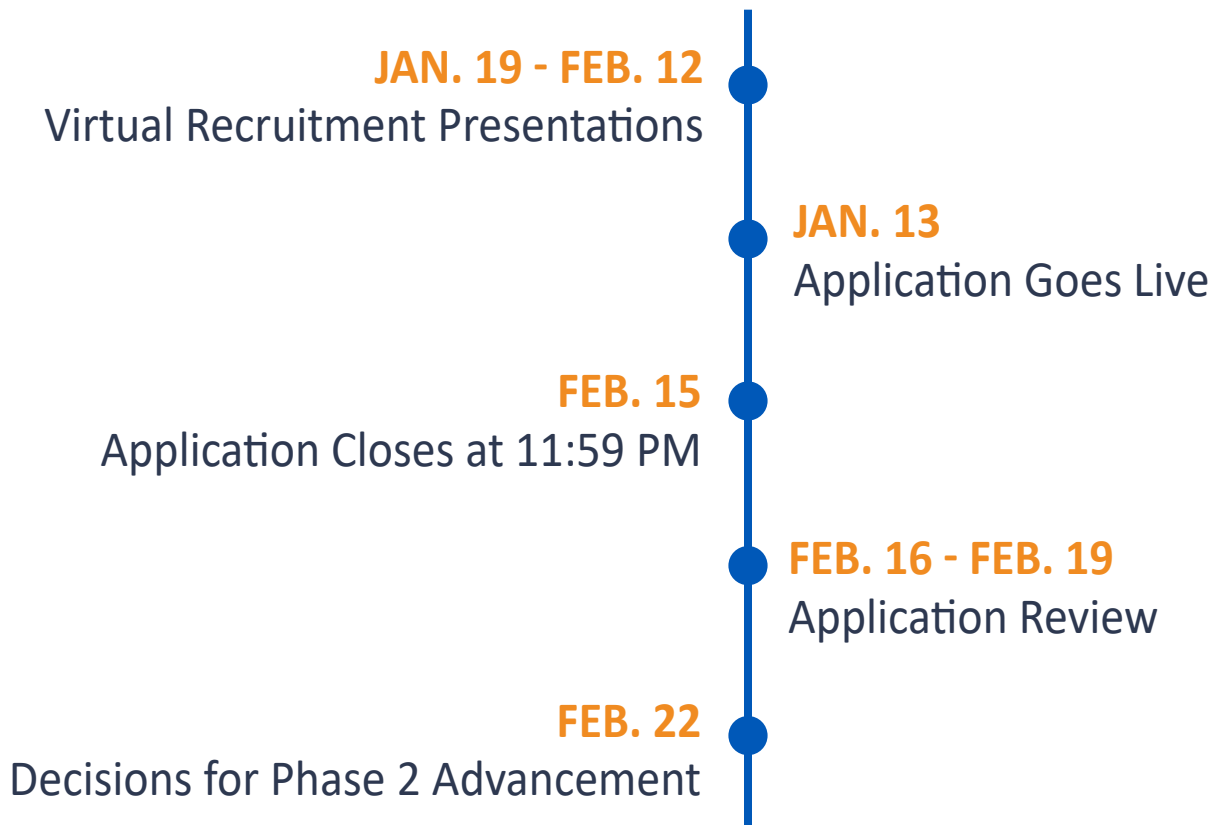 JAN. 19 - FEB. 12
Virtual Recruitment Presentations
JAN. 13
Application Goes Live
FEB. 15
Application Closes at 11:59 PM
FEB. 16 - FEB. 19
Application Review
FEB. 22
Decisions for Phase 2 Advancement